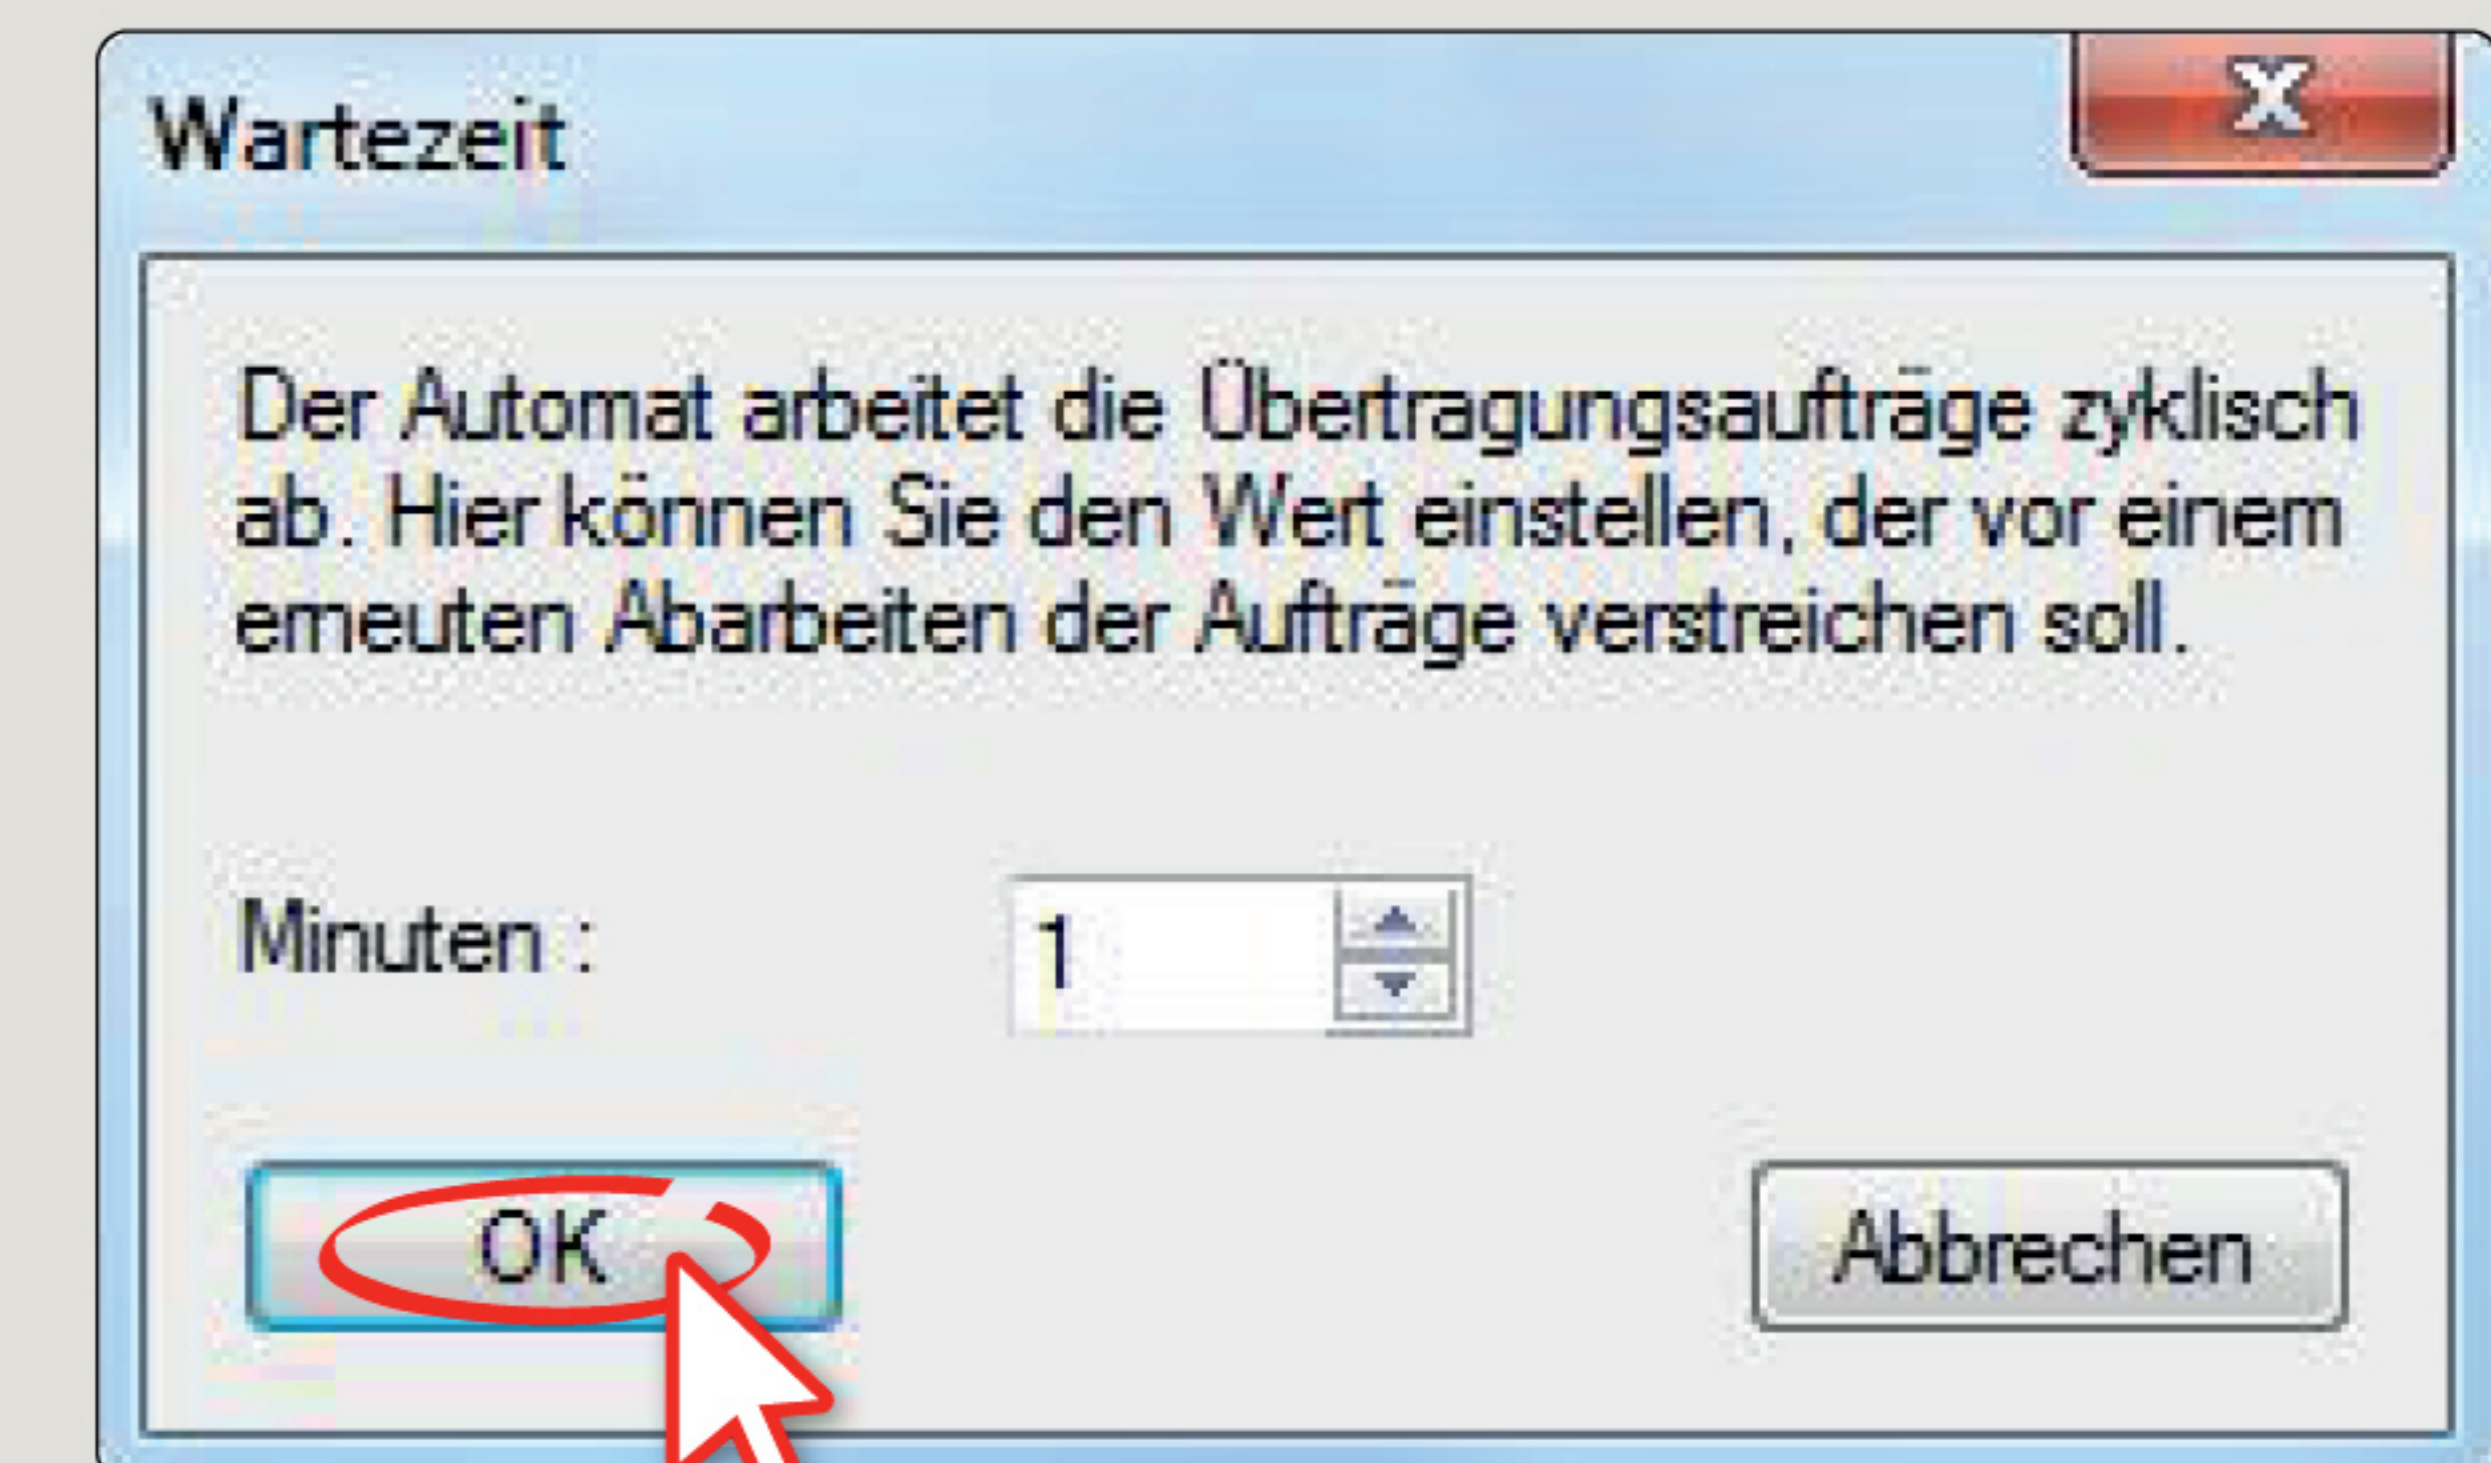 Wartezeit
Der Automat arbeitet die Übertragungsaufträge zyklisch
ab. Hier können Sie den Wert einstellen, der vor einem
erneuten Abarbeiten der Aufträge verstreichen soll.
Minuten : 1
OK Abbrechen